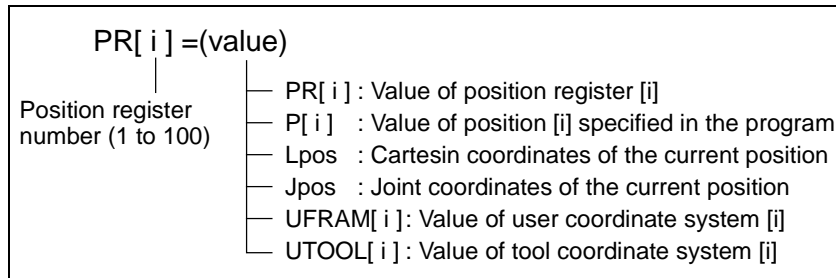 PR[ i ] =(value)
Position register
number (1 to 100)
PR[ i ] : Value of position register [i]
P[ i ] : Value of position [i] specified in the program
Lpos : Cartesin coordinates of the current position
Jpos : Joint coordinates of the current position
UFRAM[ i ] : Value of user coordinate system [i]
UTOOL[ i ] : Value of tool coordinate system [i]